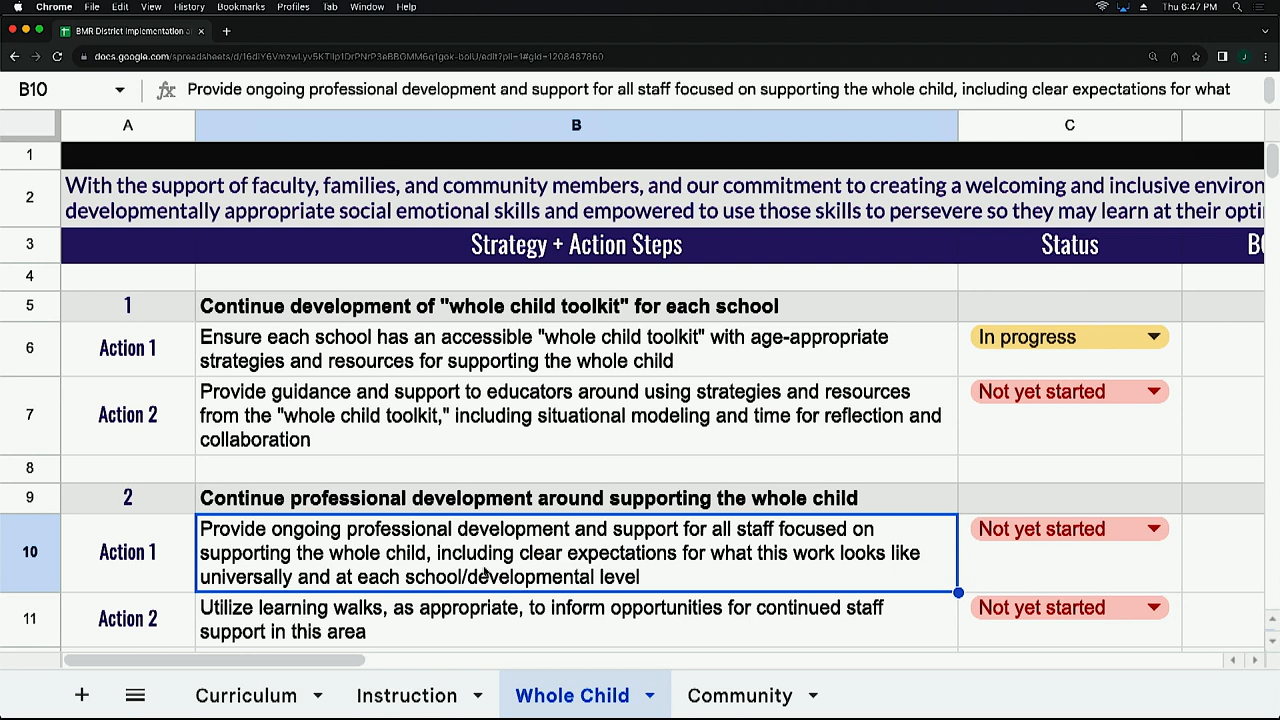 Chrome File Edit View History Bookmarks Profiles Tab Window Help Thu 6:47 PM
BMR District Implementation
B10 Provide ongoing professional development and support for all staff focused on supporting the whole child, including clear expectations for what
A B C
1
2 With the support of faculty, families, and community members, and our commitment to creating a welcoming and inclusive environ
developmentally appropriate social emotional skills and empowered to use those skills to persevere so they may learn at their opti
3 Strategy + Action Steps Status
4
5 1 Continue development of "whole child toolkit" for each school
6 Action 1 Ensure each school has an accessible "whole child toolkit" with age-appropriate In progress
strategies and resources for supporting the whole child
7 Action 2 Provide guidance and support to educators around using strategies and resources Not yet started
from the "whole child toolkit," including situational modeling and time for reflection and
collaboration
8
9 2 Continue professional development around supporting the whole child
10 Action 1 Provide ongoing professional development and support for all staff focused on Not yet started
supporting the whole child, including clear expectations for what this work looks like
universally and at each school/developmental level
11 Action 2 Utilize learning walks, as appropriate, to inform opportunities for continued staff Not yet started
support in this area
+ Curriculum Instruction Whole Child Community